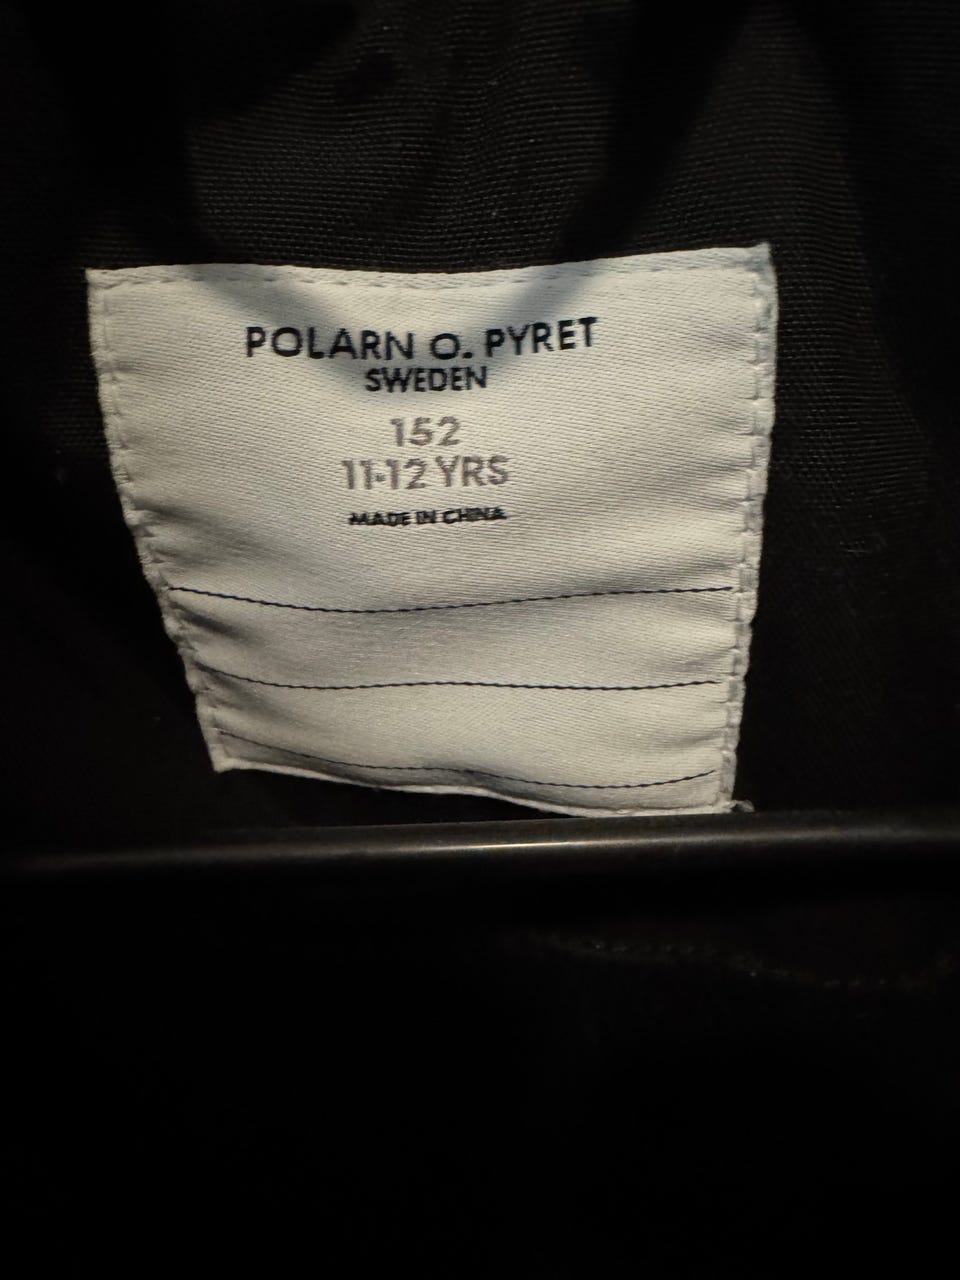 POLARN O. PYRET
SWEDEN
152
11-12 YRS
MADE IN CHINA